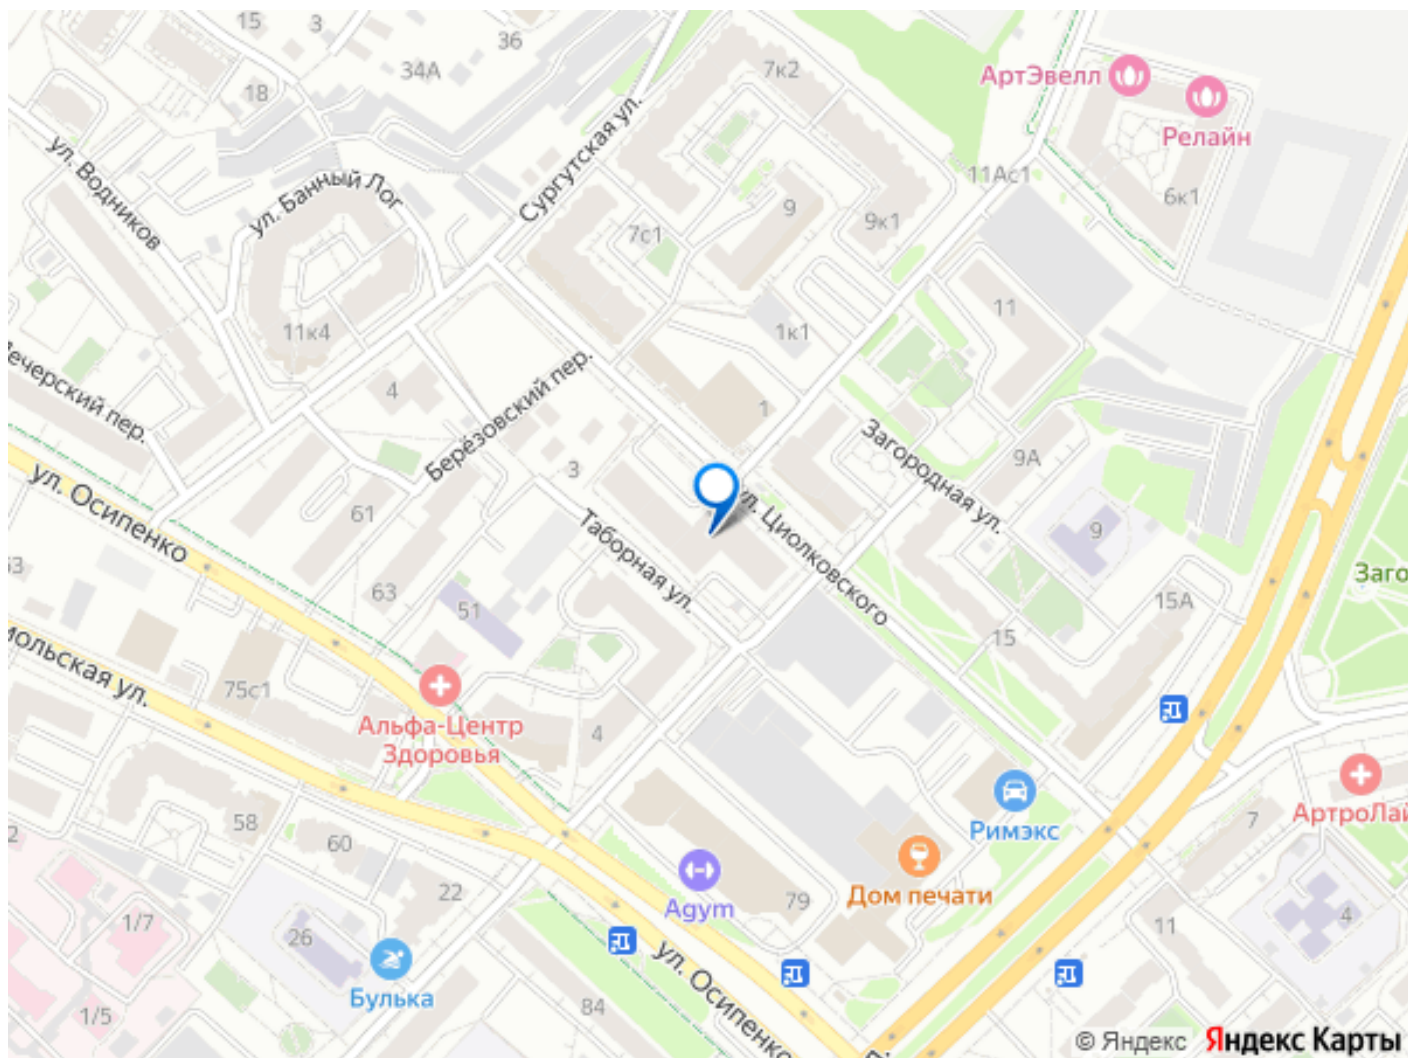 15
3
36
34А
18
7к2
АртЭвелл
Релайн
ул. Водников
ул. Банный Лог
Сургутская ул.
11Ас1
6к1
9
9к1
7с1
11к4
1к1
11
Берёзовский пер.
4
1
Загородная ул.
9А
ул. Осипенко
3
61
ул. Циолковского
9
63
51
Таборная ул.
15А
15
75с1
Альфа-Центр
Здоровья
4
58
60
22
Римэкс
7
Дом печати
79
Agym
1/7
26
Булька
1/5
84
ул. Осипенко
11
4
© Яндекс Яндекс Карты